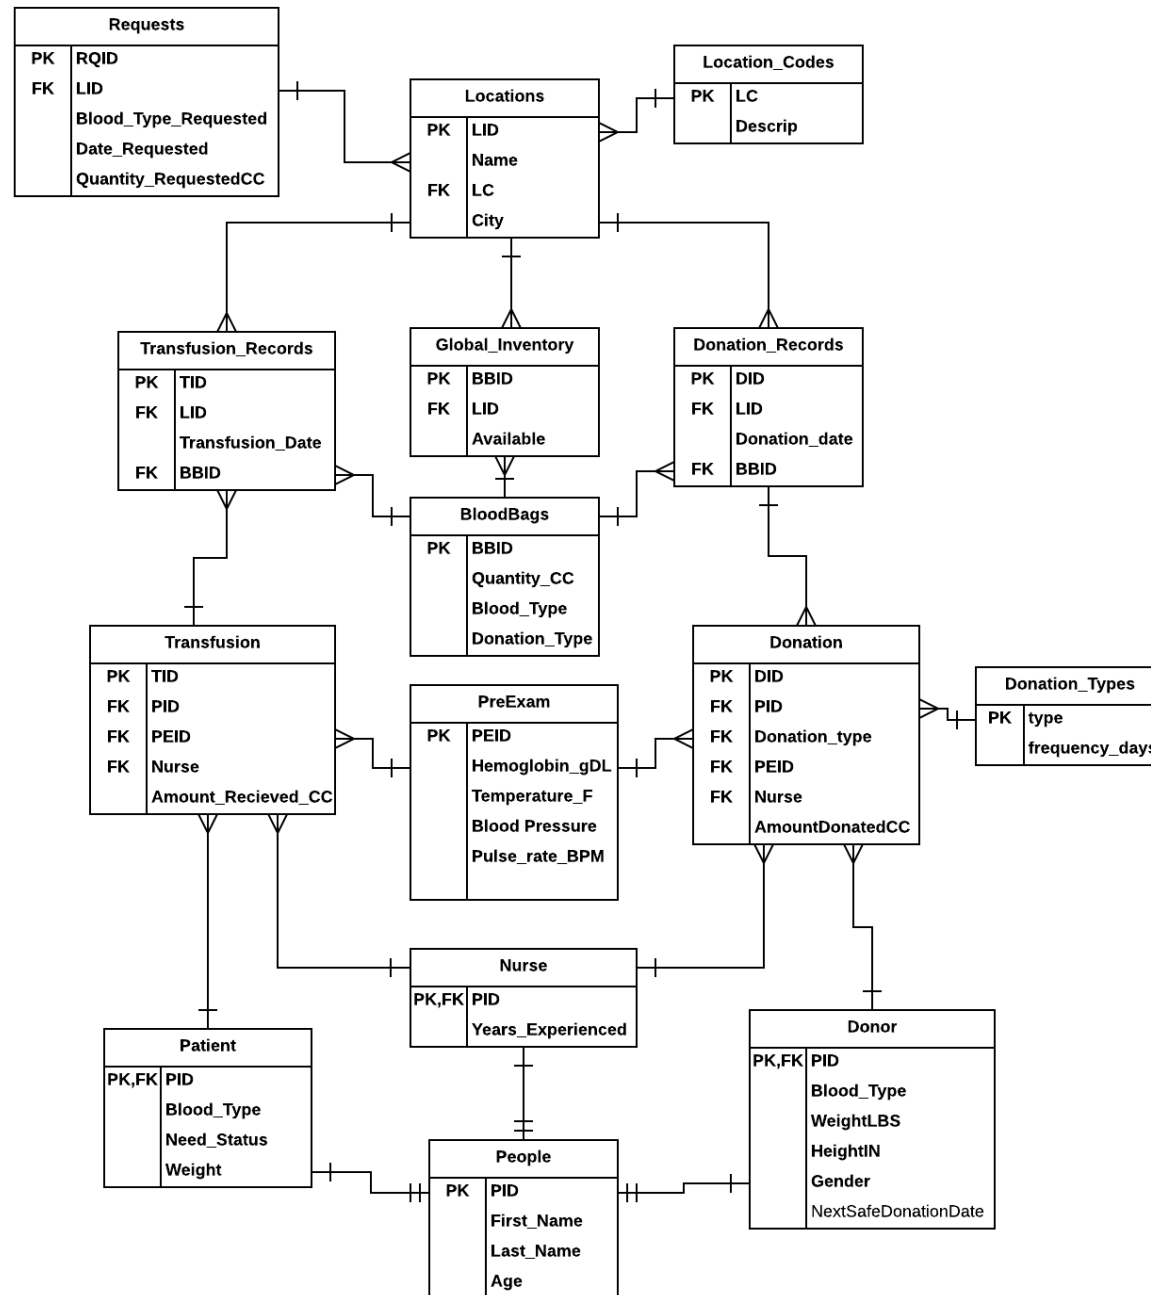 Requests
PK RQID
FK LID
Blood_Type_Requested
Date_Requested
Quantity_RequestedCC
Location_Codes
PK LC
Descrip
Locations
PK LID
Name
FK LC
City
Transfusion_Records
PK TID
FK LID
Transfusion_Date
FK BBID
Global_Inventory
PK BBID
FK LID
Available
Donation_Records
PK DID
FK LID
Donation_date
FK BBID
BloodBags
PK BBID
Quantity_CC
Blood_Type
Donation_Type
Transfusion
PK TID
FK PID
FK PEID
FK Nurse
Amount_Recieved_CC
PreExam
PK PEID
Hemoglobin_gDL
Temperature_F
Blood Pressure
Pulse_rate_BPM
Donation
PK DID
FK PID
FK Donation_type
FK PEID
FK Nurse
AmountDonatedCC
Donation_Types
PK type
frequency_days
Nurse
PK,FK PID
Years_Experienced
Patient
PK,FK PID
Blood_Type
Need_Status
Weight
Donor
PK,FK PID
Blood_Type
WeightLBS
HeightIN
Gender
NextSafeDonationDate
People
PK PID
First_Name
Last_Name
Age